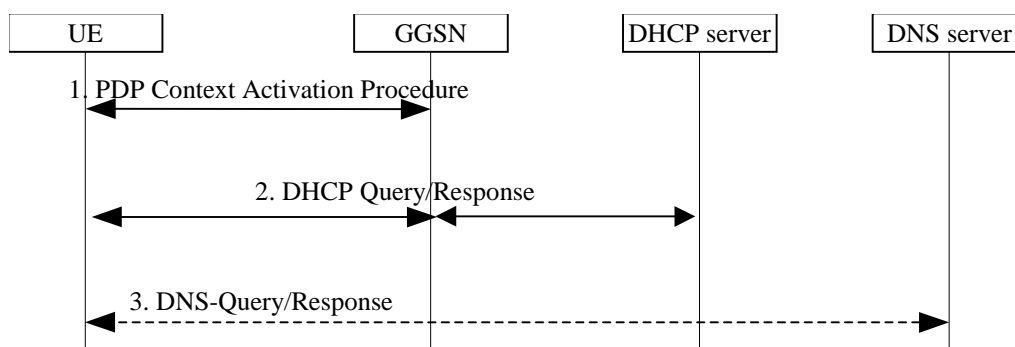 UE
GGSN
DHCP server
DNS server
1. PDP Context Activation Procedure
2. DHCP Query/Response
3. DNS-Query/Response